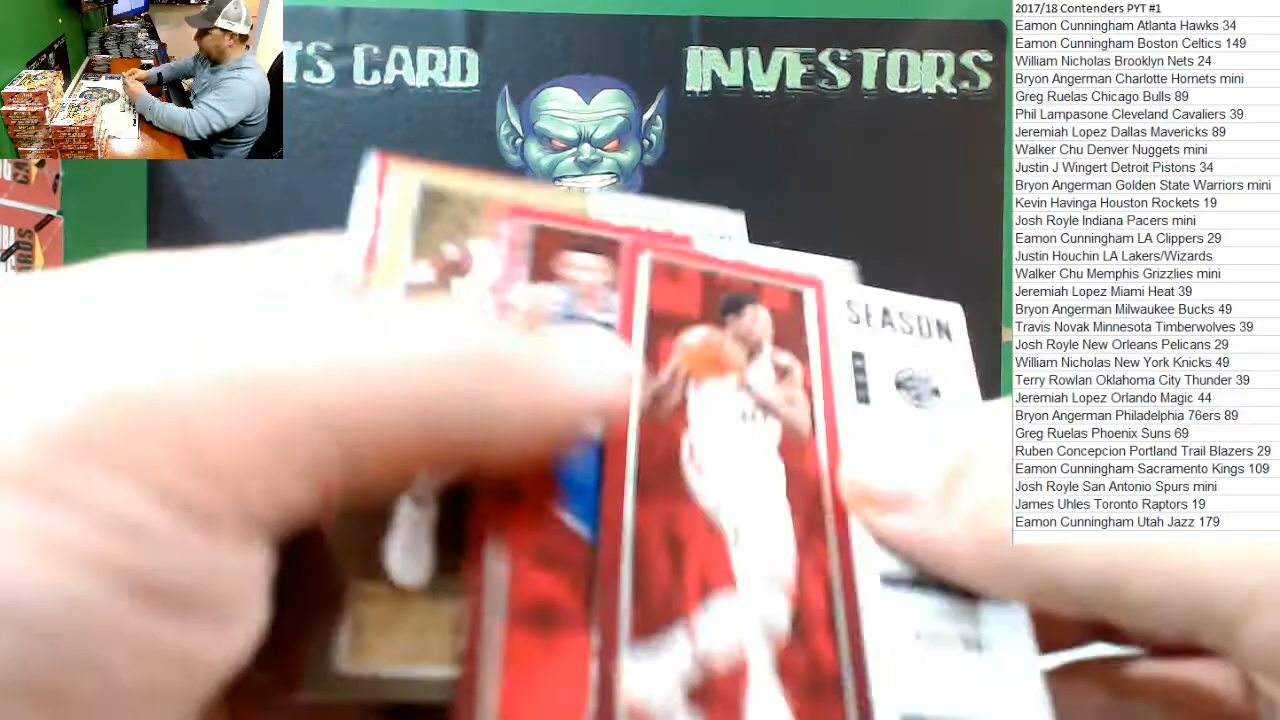 TS CARD INVESTORS
SEASON
2017/18 Contenders PYT #1
Eamon Cunningham Atlanta Hawks 34
Eamon Cunningham Boston Celtics 149
William Nicholas Brooklyn Nets 24
Bryon Angerman Charlotte Hornets mini
Greg Ruelas Chicago Bulls 89
Phil Lampasone Cleveland Cavaliers 39
Jeremiah Lopez Dallas Mavericks 89
Walker Chu Denver Nuggets mini
Justin J Wingert Detroit Pistons 34
Bryon Angerman Golden State Warriors mini
Kevin Havinga Houston Rockets 19
Josh Royle Indiana Pacers mini
Eamon Cunningham LA Clippers 29
Justin Houchin LA Lakers/Wizards
Walker Chu Memphis Grizzlies mini
Jeremiah Lopez Miami Heat 39
Bryon Angerman Milwaukee Bucks 49
Travis Novak Minnesota Timberwolves 39
Josh Royle New Orleans Pelicans 29
William Nicholas New York Knicks 49
Terry Rowlan Oklahoma City Thunder 39
Jeremiah Lopez Orlando Magic 44
Bryon Angerman Philadelphia 76ers 89
Greg Ruelas Phoenix Suns 69
Ruben Concepcion Portland Trail Blazers 29
Eamon Cunningham Sacramento Kings 109
Josh Royle San Antonio Spurs mini
James Uhles Toronto Raptors 19
Eamon Cunningham Utah Jazz 179